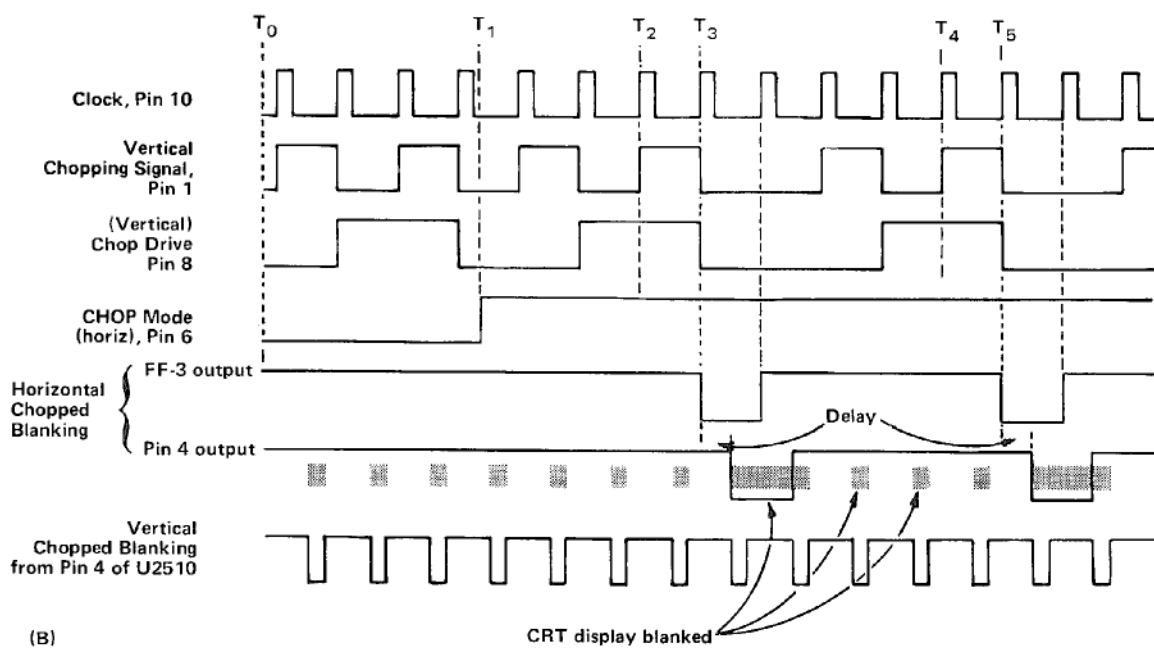 T0 T1 T2 T3 T4 T5
Clock, Pin 10
Vertical
Chopping Signal,
Pin 1
(Vertical)
Chop Drive
Pin 8
CHOP Mode
(horiz), Pin 6
FF-3 output
Horizontal
Chopped
Blanking
Delay
Pin 4 output
Vertical
Chopped Blanking
from Pin 4 of U2510
CRT display blanked
(B)